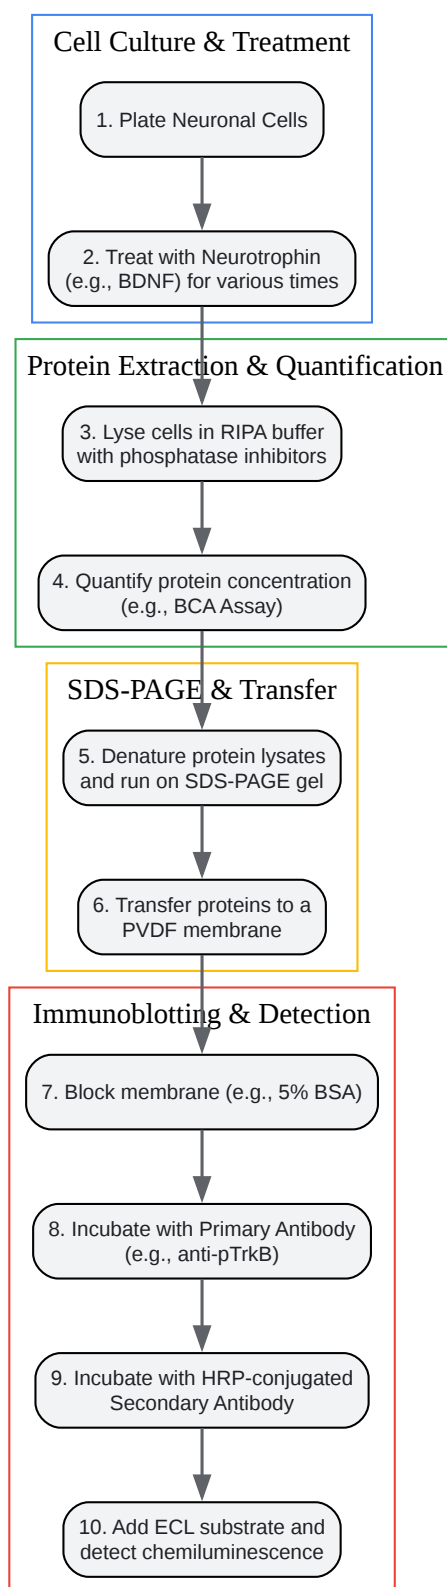 Cell Culture & Treatment
1. Plate Neuronal Cells
2. Treat with Neurotrophin
(e.g., BDNF) for various times
Protein Extraction & Quantification
3. Lyse cells in RIPA buffer
with phosphatase inhibitors
4. Quantify protein concentration
(e.g., BCA Assay)
SDS-PAGE & Transfer
5. Denature protein lysates
and run on SDS-PAGE gel
6. Transfer proteins to a
PVDF membrane
Immunoblotting & Detection
7. Block membrane (e.g., 5% BSA)
8. Incubate with Primary Antibody
(e.g., anti-pTrkB)
9. Incubate with HRP-conjugated
Secondary Antibody
10. Add ECL substrate and
detect chemiluminescence